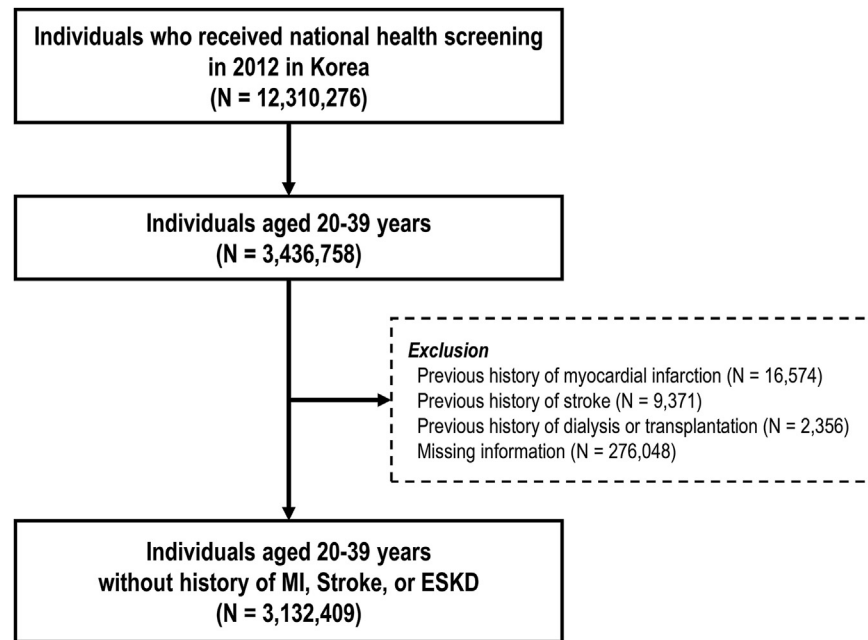 Individuals who received national health screening
in 2012 in Korea
(N = 12,310,276)
Individuals aged 20-39 years
(N = 3,436,758)
Exclusion
Previous history of myocardial infarction (N = 16,574)
Previous history of stroke (N = 9,371)
Previous history of dialysis or transplantation (N = 2,356)
Missing information (N = 276,048)
Individuals aged 20-39 years
without history of MI, Stroke, or ESKD
(N = 3,132,409)